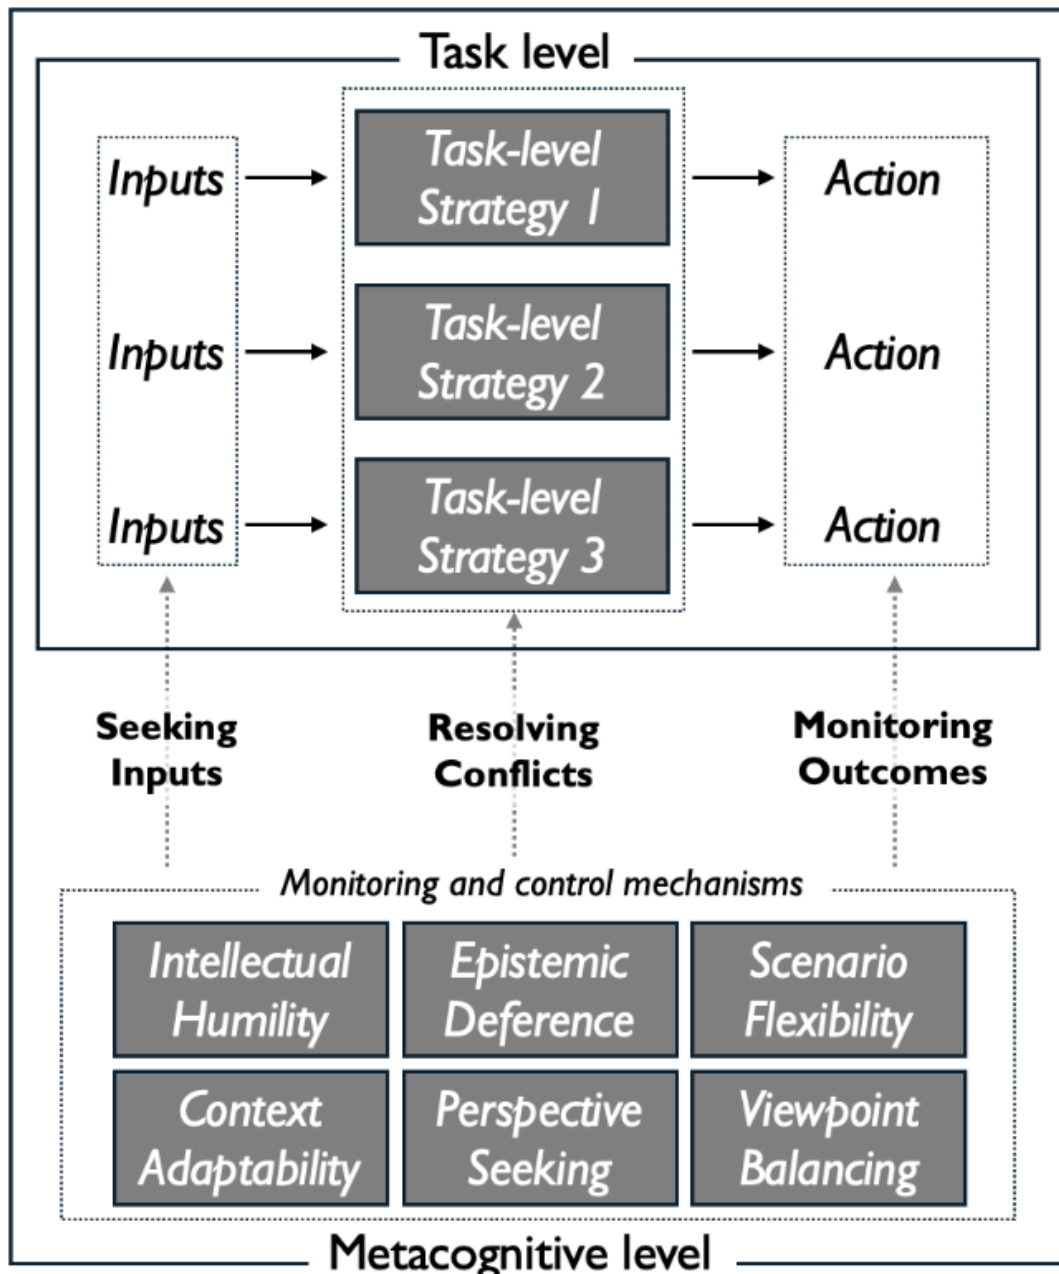 Task level
Inputs
Task-level
Strategy 1
Action
Inputs
Task-level
Strategy 2
Action
Inputs
Task-level
Strategy 3
Action
Seeking
Inputs
Resolving
Conflicts
Monitoring
Outcomes
Monitoring and control mechanisms
Intellectual
Humility
Epistemic
Deference
Scenario
Flexibility
Context
Adaptability
Perspective
Seeking
Viewpoint
Balancing
Metacognitive level